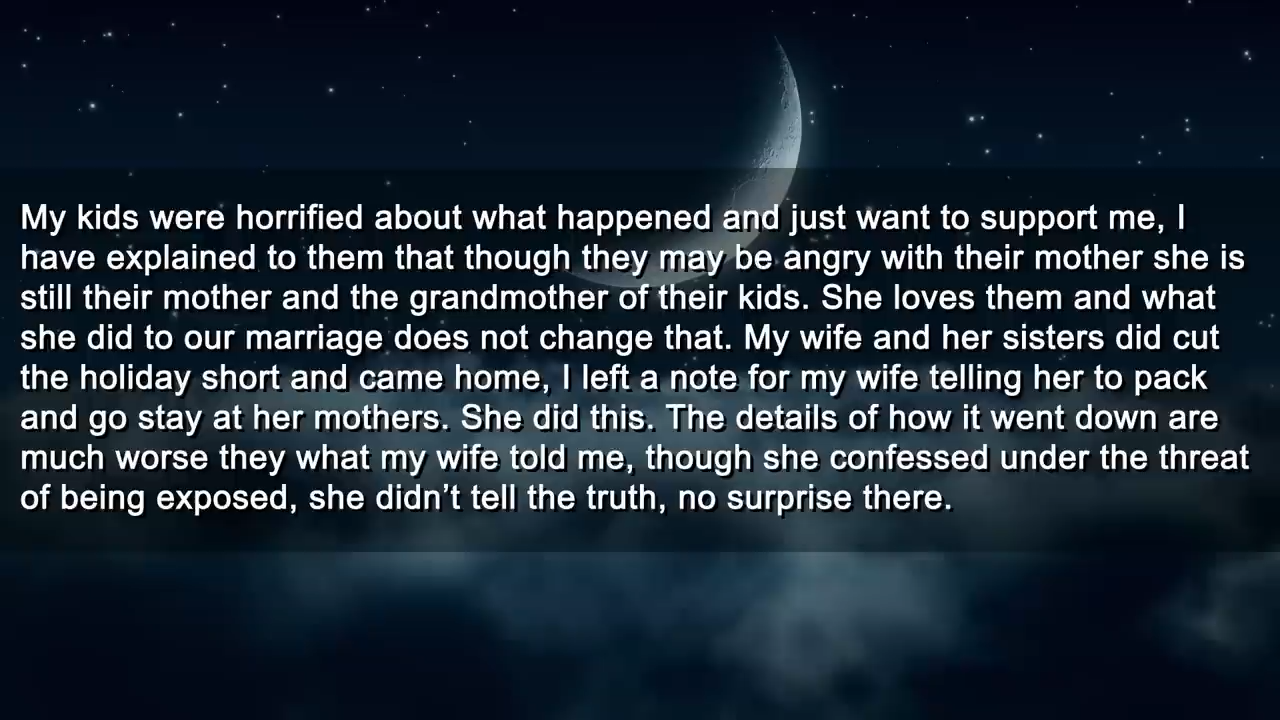 My kids were horrified about what happened and just want to support me, I
have explained to them that though they may be angry with their mother she is
still their mother and the grandmother of their kids. She loves them and what
she did to our marriage does not change that. My wife and her sisters did cut
the holiday short and came home, I left a note for my wife telling her to pack
and go stay at her mothers. She did this. The details of how it went down are
much worse they what my wife told me, though she confessed under the threat
of being exposed, she didn’t tell the truth, no surprise there.